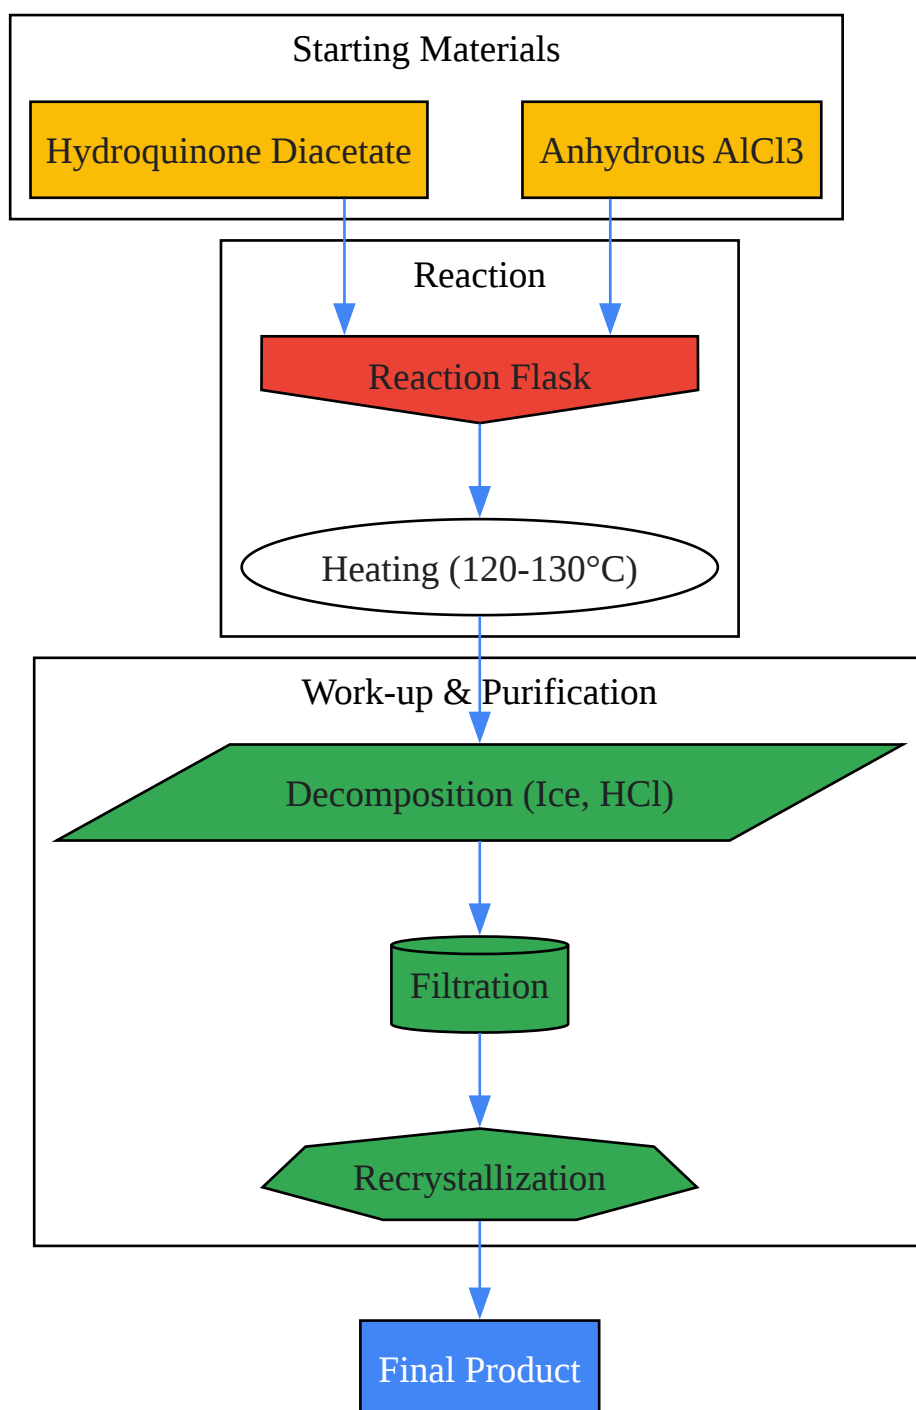 Starting Materials
Hydroquinone Diacetate
Anhydrous AlCl3
Reaction
Reaction Flask
Heating (120-130°C)
Work-up & Purification
Decomposition (Ice, HCl)
Filtration
Recrystallization
Final Product